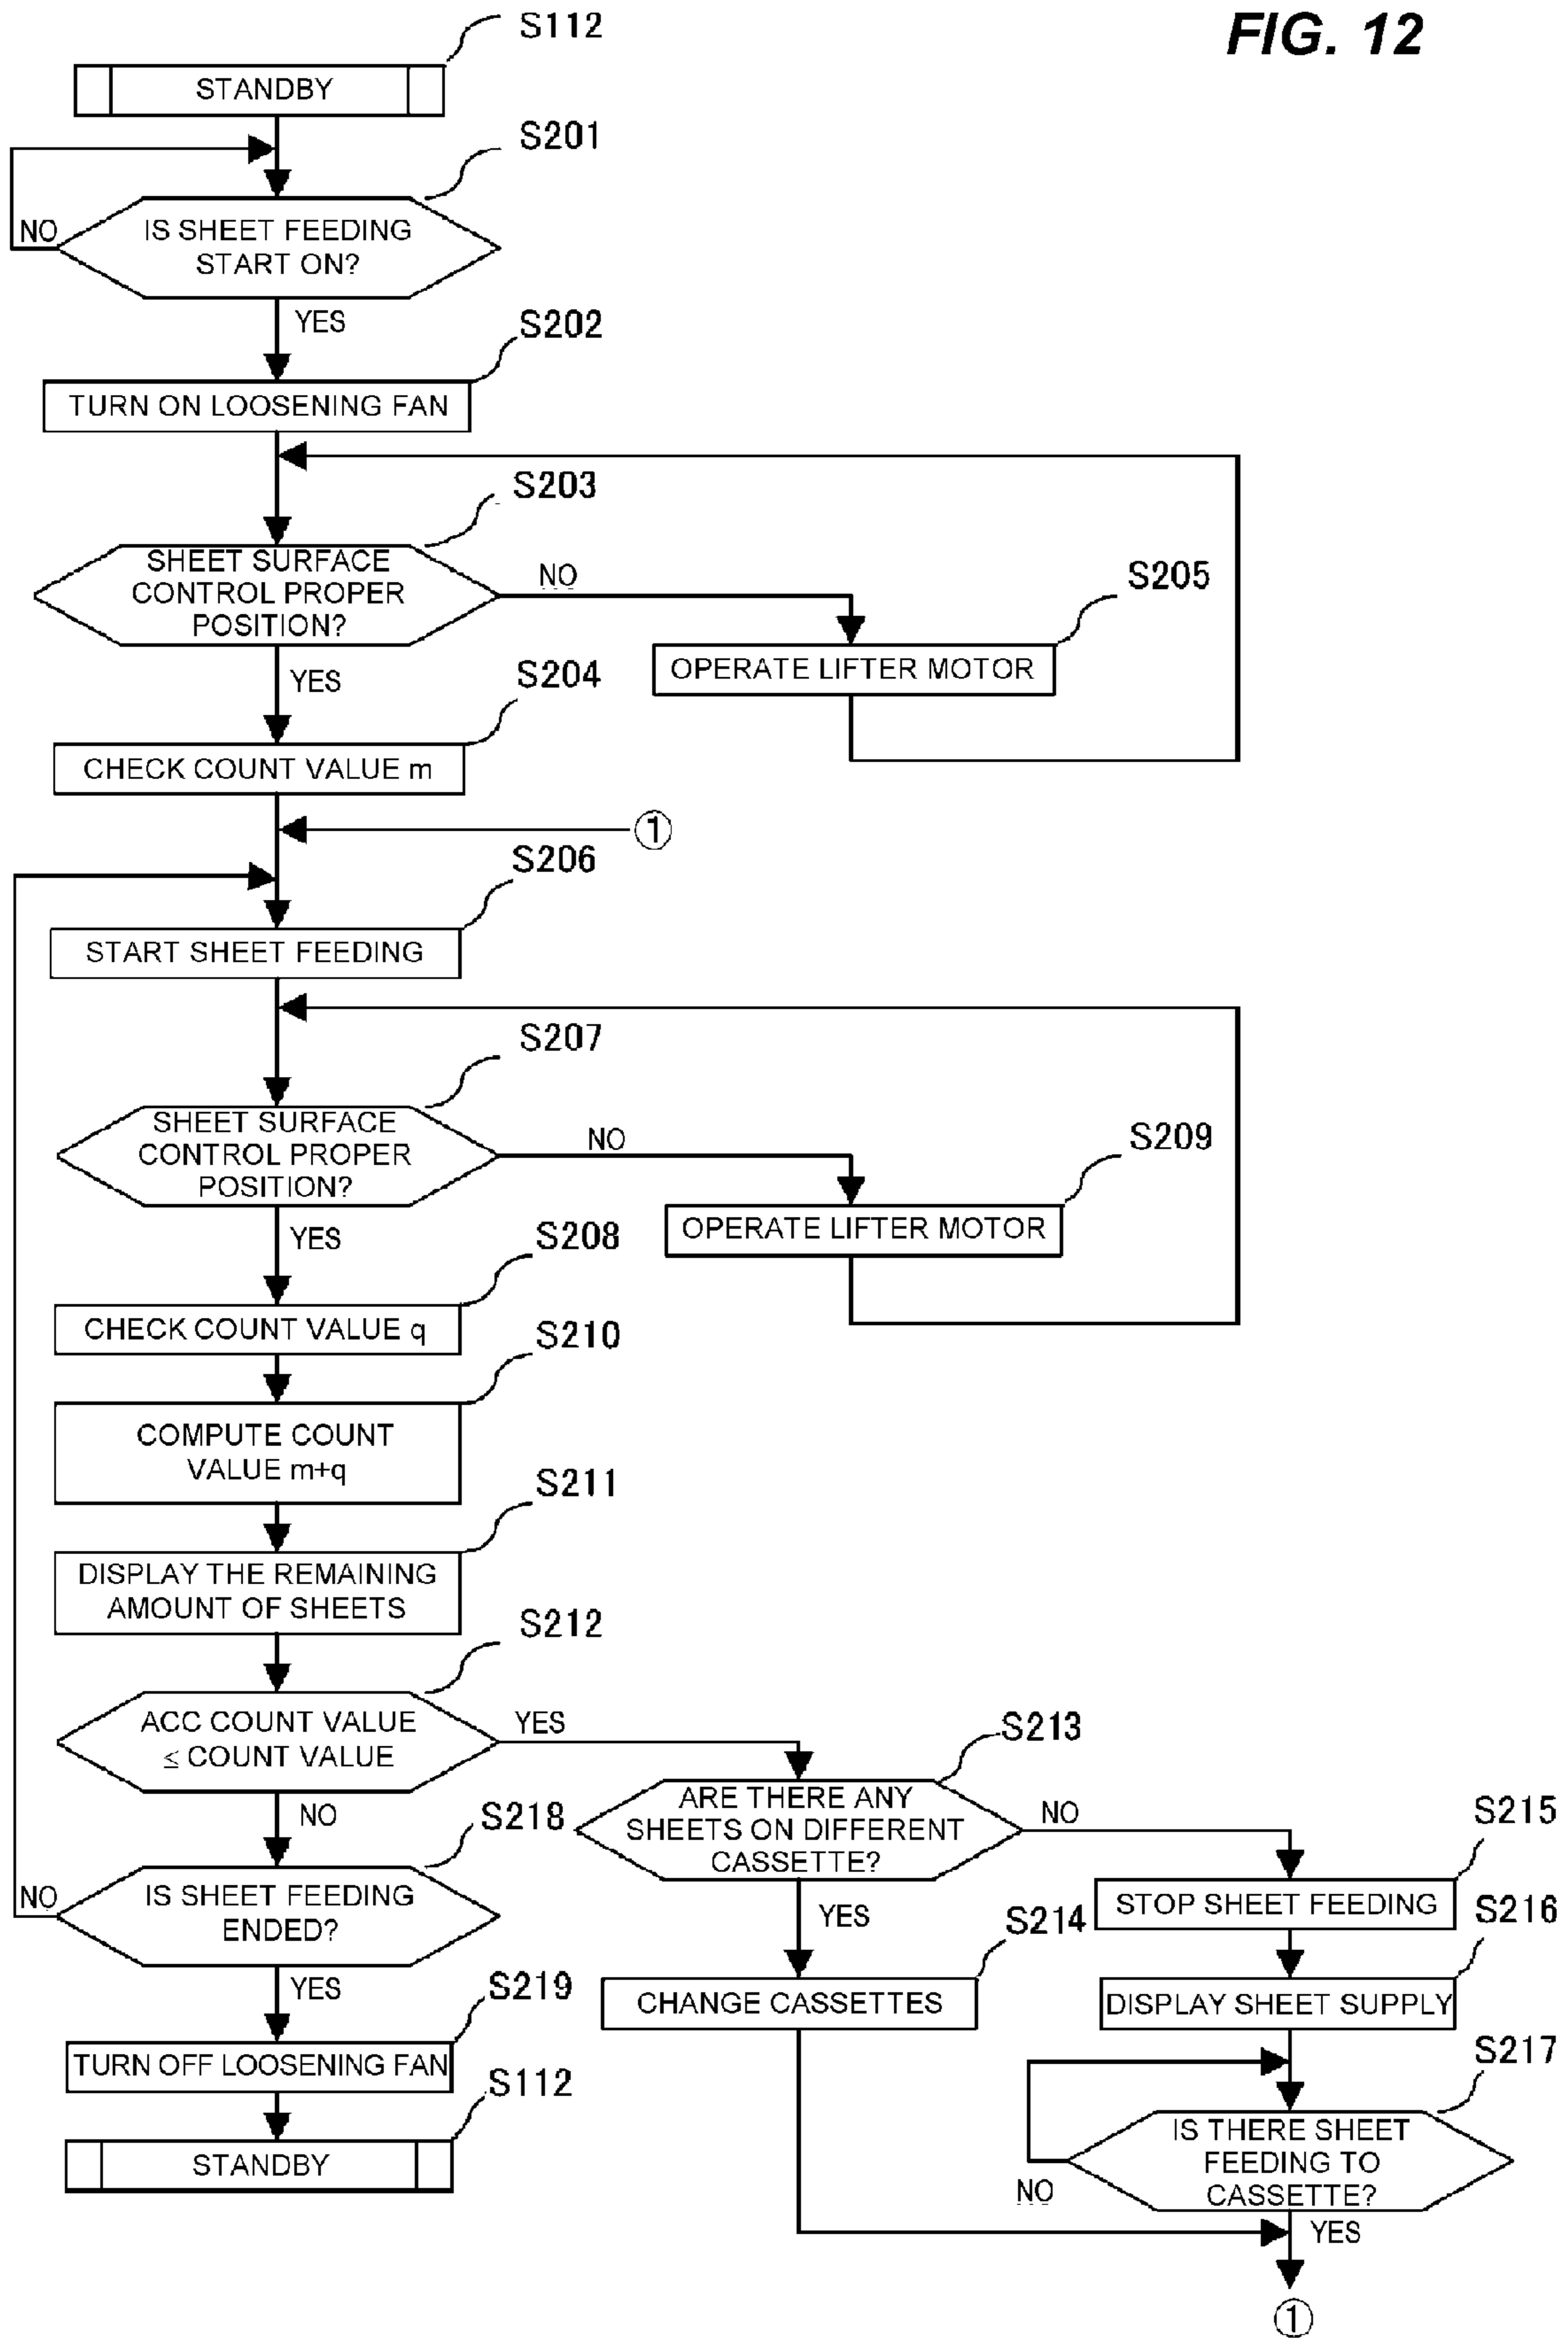 FIG. 12
S112
STANDBY
S201
IS SHEET FEEDING
START ON?
NO
YES
S202
TURN ON LOOSENING FAN
S203
SHEET SURFACE
CONTROL PROPER
POSITION?
NO
S205
OPERATE LIFTER MOTOR
YES
S204
CHECK COUNT VALUE m
①
S206
START SHEET FEEDING
S207
SHEET SURFACE
CONTROL PROPER
POSITION?
NO
S209
OPERATE LIFTER MOTOR
YES
S208
CHECK COUNT VALUE q
S210
COMPUTE COUNT
VALUE m+q
S211
DISPLAY THE REMAINING
AMOUNT OF SHEETS
S212
ACC COUNT VALUE
≤ COUNT VALUE
YES
NO
S213
ARE THERE ANY
SHEETS ON DIFFERENT
CASSETTE?
NO
YES
S214
CHANGE CASSETTES
S215
STOP SHEET FEEDING
S216
DISPLAY SHEET SUPPLY
S217
IS THERE SHEET
FEEDING TO
CASSETTE?
NO
YES
①
S218
IS SHEET FEEDING
ENDED?
NO
YES
S219
TURN OFF LOOSENING FAN
S112
STANDBY